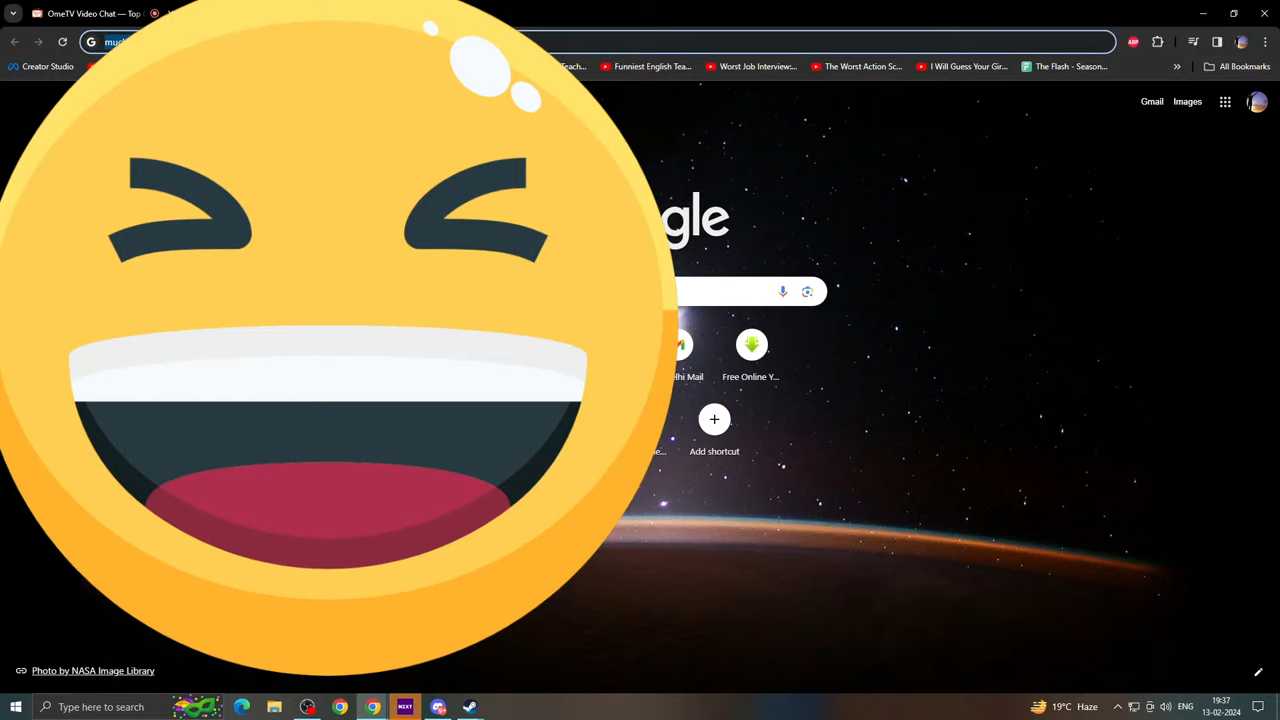 OmeTV Video Chat — Top
Creator Studio
Teach...
Funniest English Tea...
Worst Job Interview:...
The Worst Action Sc...
I Will Guess Your Gir...
The Flash - Season...
All Bookmarks
Gmail
Images
gle
elhi Mail
Free Online Y...
e...
Add shortcut
Photo by NASA Image Library
Type here to search
NEXT
19°C Haze
ENG
19:37
13-02-2024